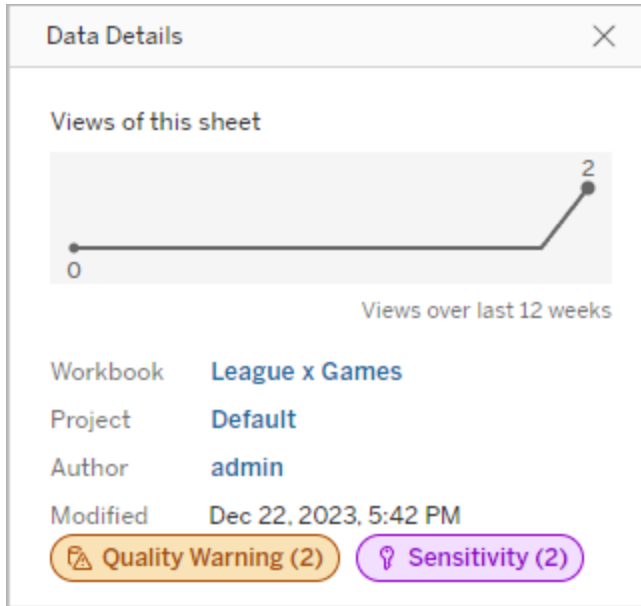 Data Details
Views of this sheet
2
0
Views over last 12 weeks
Workbook League x Games
Project Default
Author admin
Modified Dec 22, 2023, 5:42 PM
Quality Warning (2) Sensitivity (2)